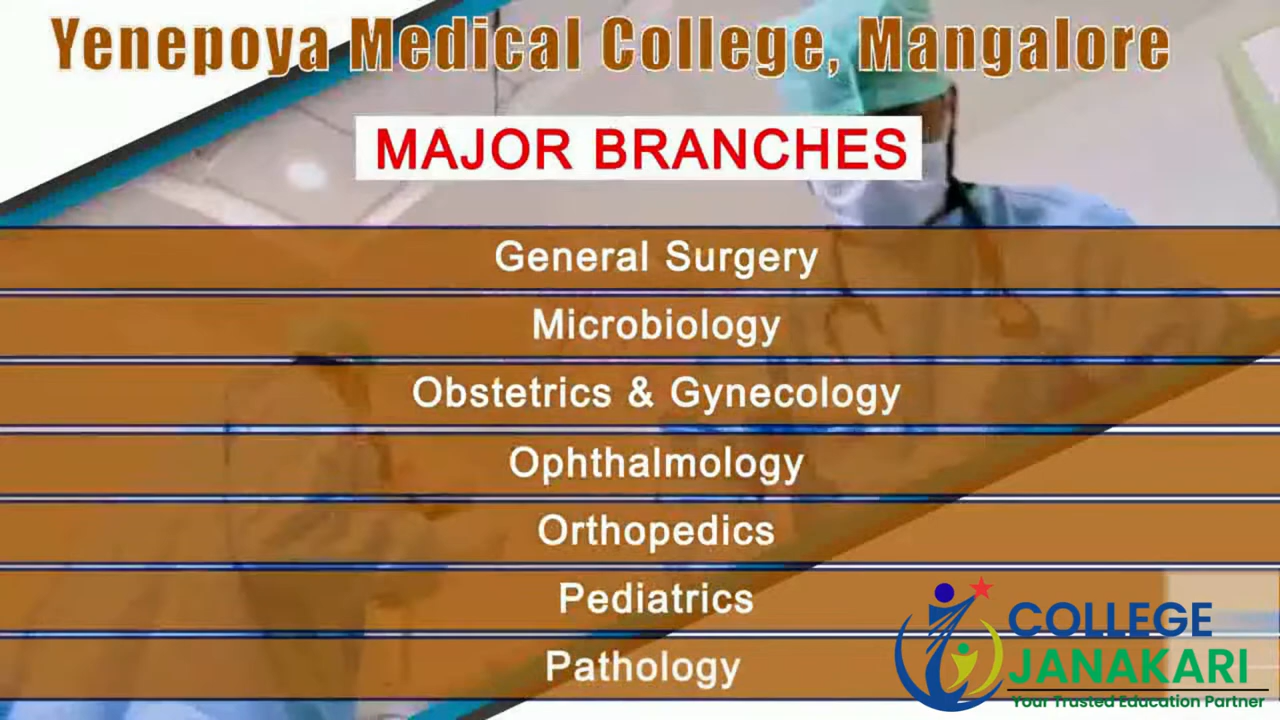 Yenepoya Medical College, Mangalore
MAJOR BRANCHES
General Surgery
Microbiology
Obstetrics & Gynecology
Ophthalmology
Orthopedics
Pediatrics
Pathology
COLLEGE
JANAKARI
Your Trusted Education Partner